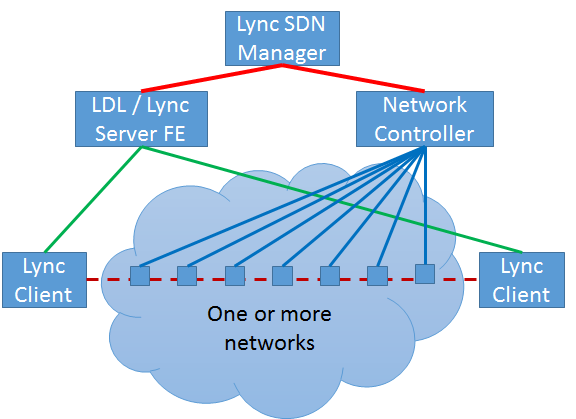 Lync SDN
Manager
LDL / Lync
Server FE
Network
Controller
Lync
Client
Lync
Client
One or more
networks